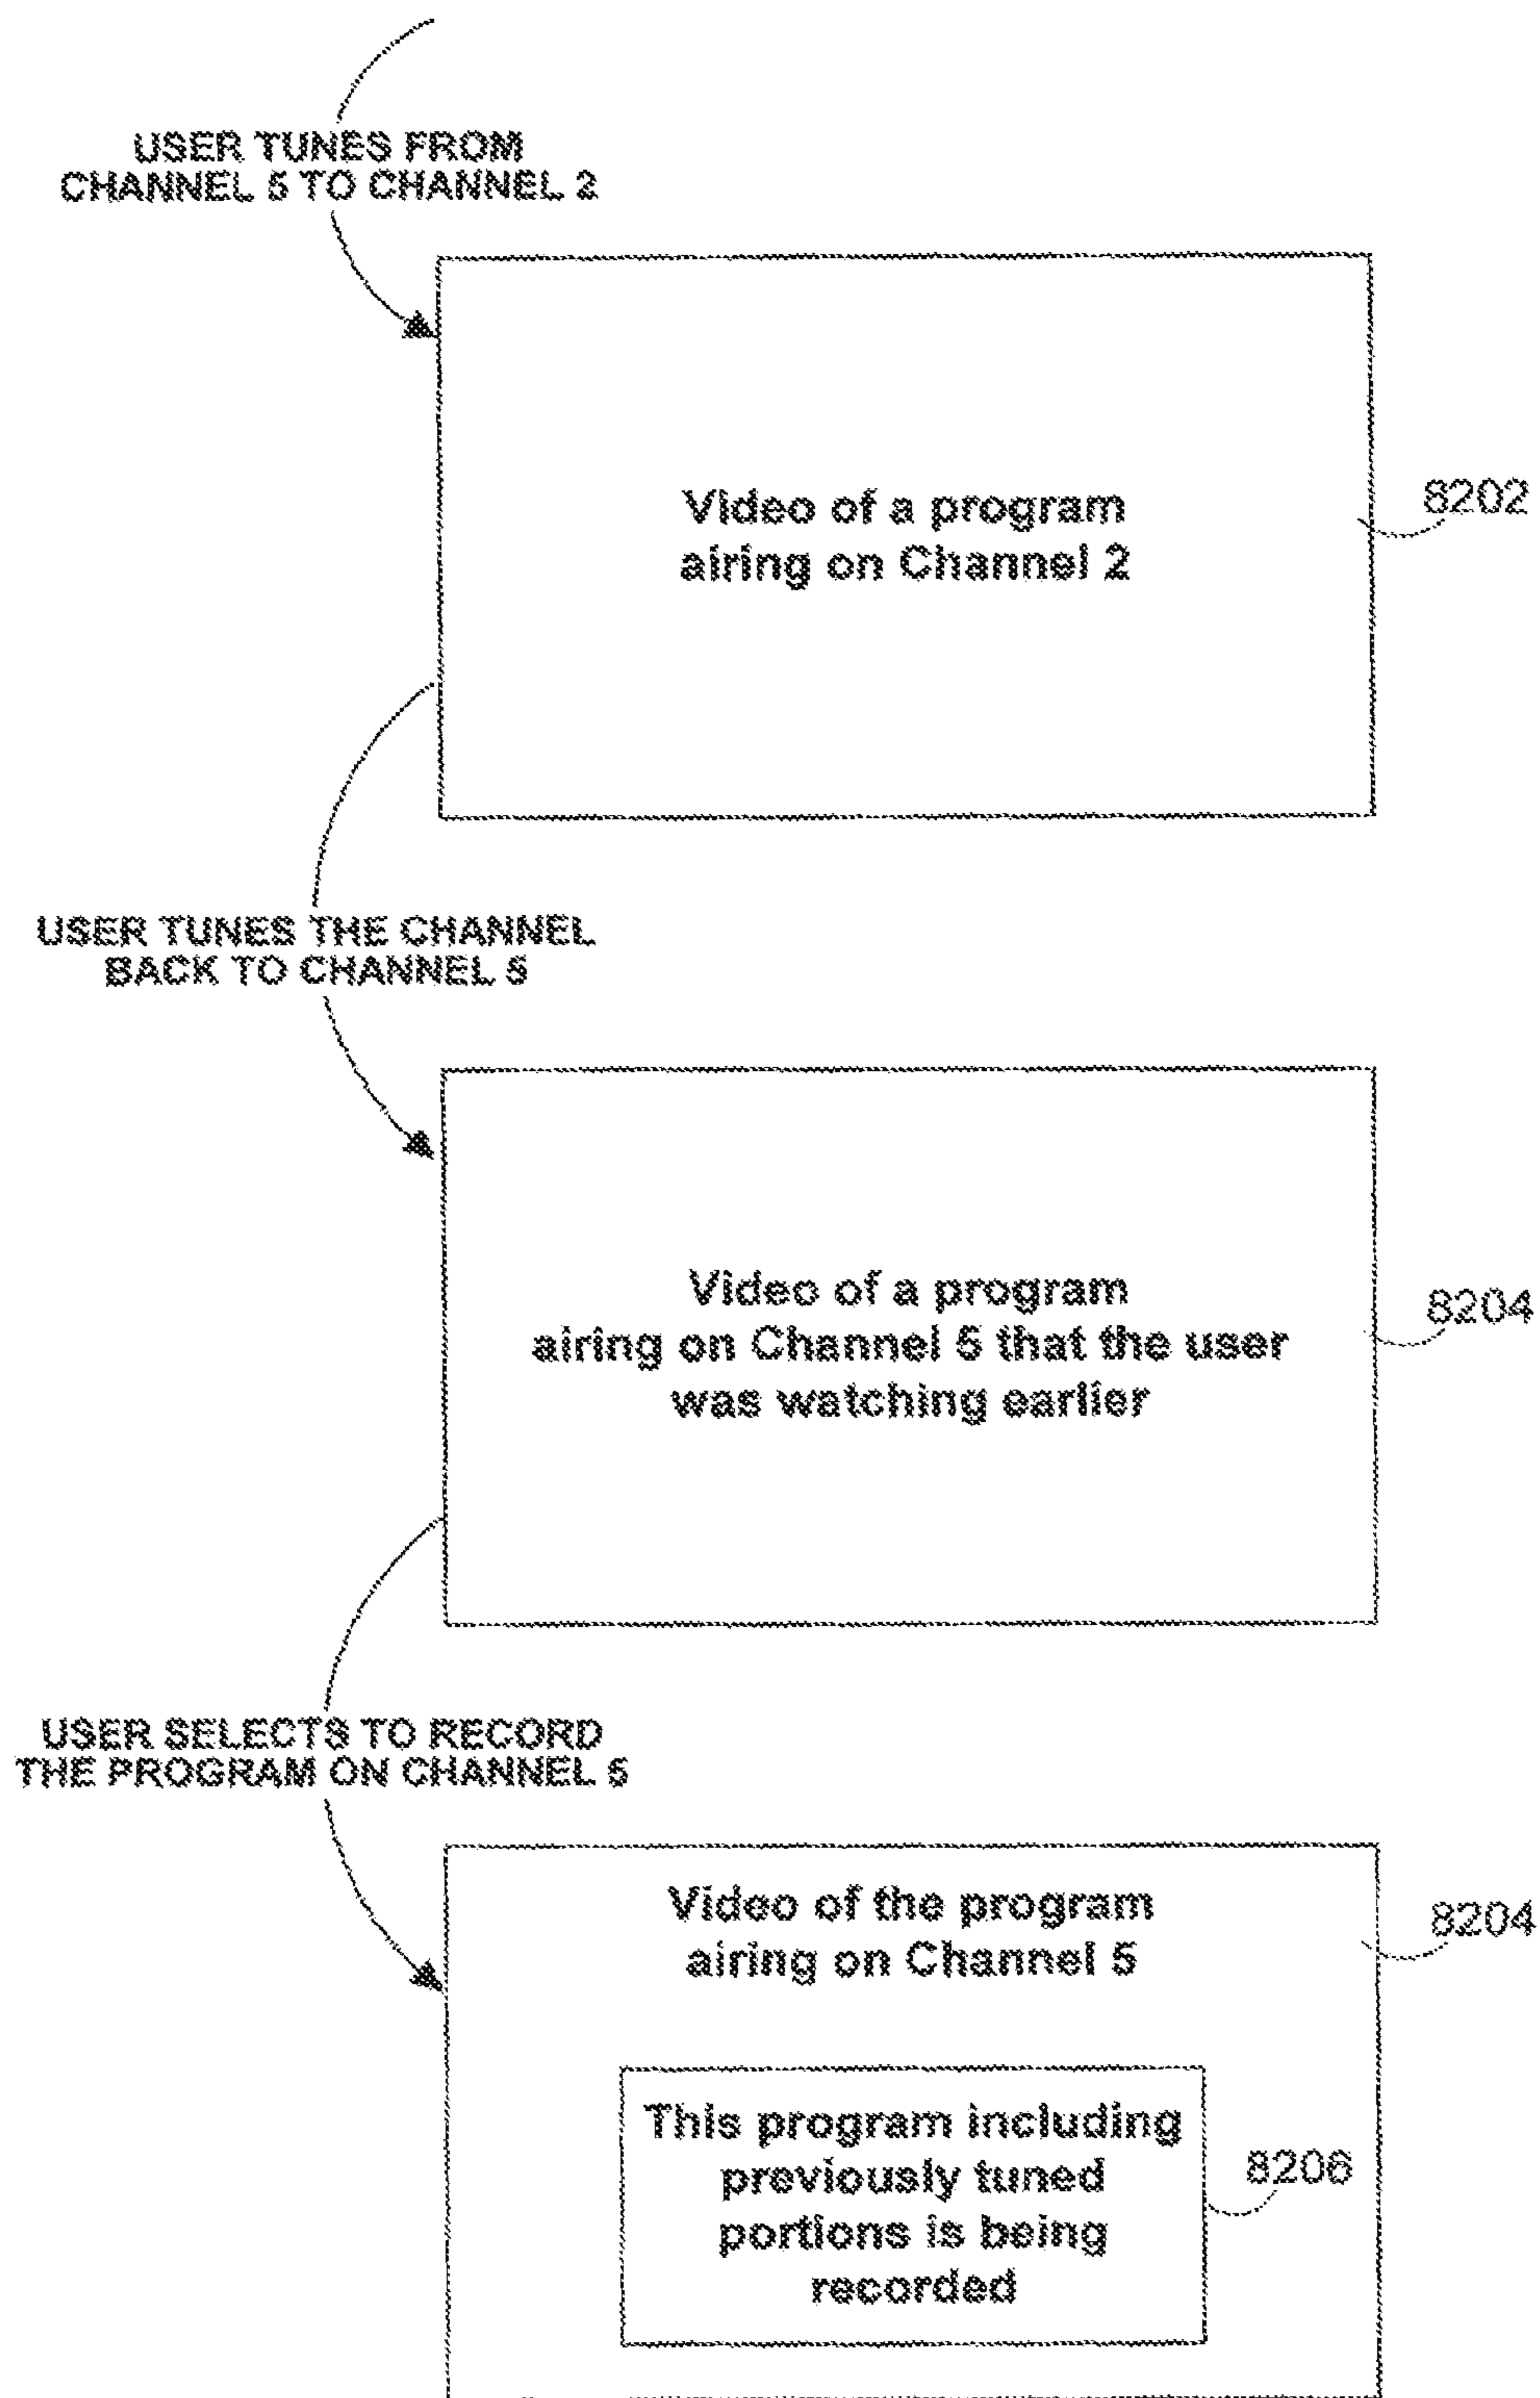 USER TUNES FROM
CHANNEL 5 TO CHANNEL 2
Video of a program
airing on Channel 2
8202
USER TUNES THE CHANNEL
BACK TO CHANNEL 5
Video of a program
airing on Channel 5 that the user
was watching earlier
8204
USER SELECTS TO RECORD
THE PROGRAM ON CHANNEL 5
Video of the program
airing on Channel 5
8204
This program including
previously tuned
portions is being
recorded
8206